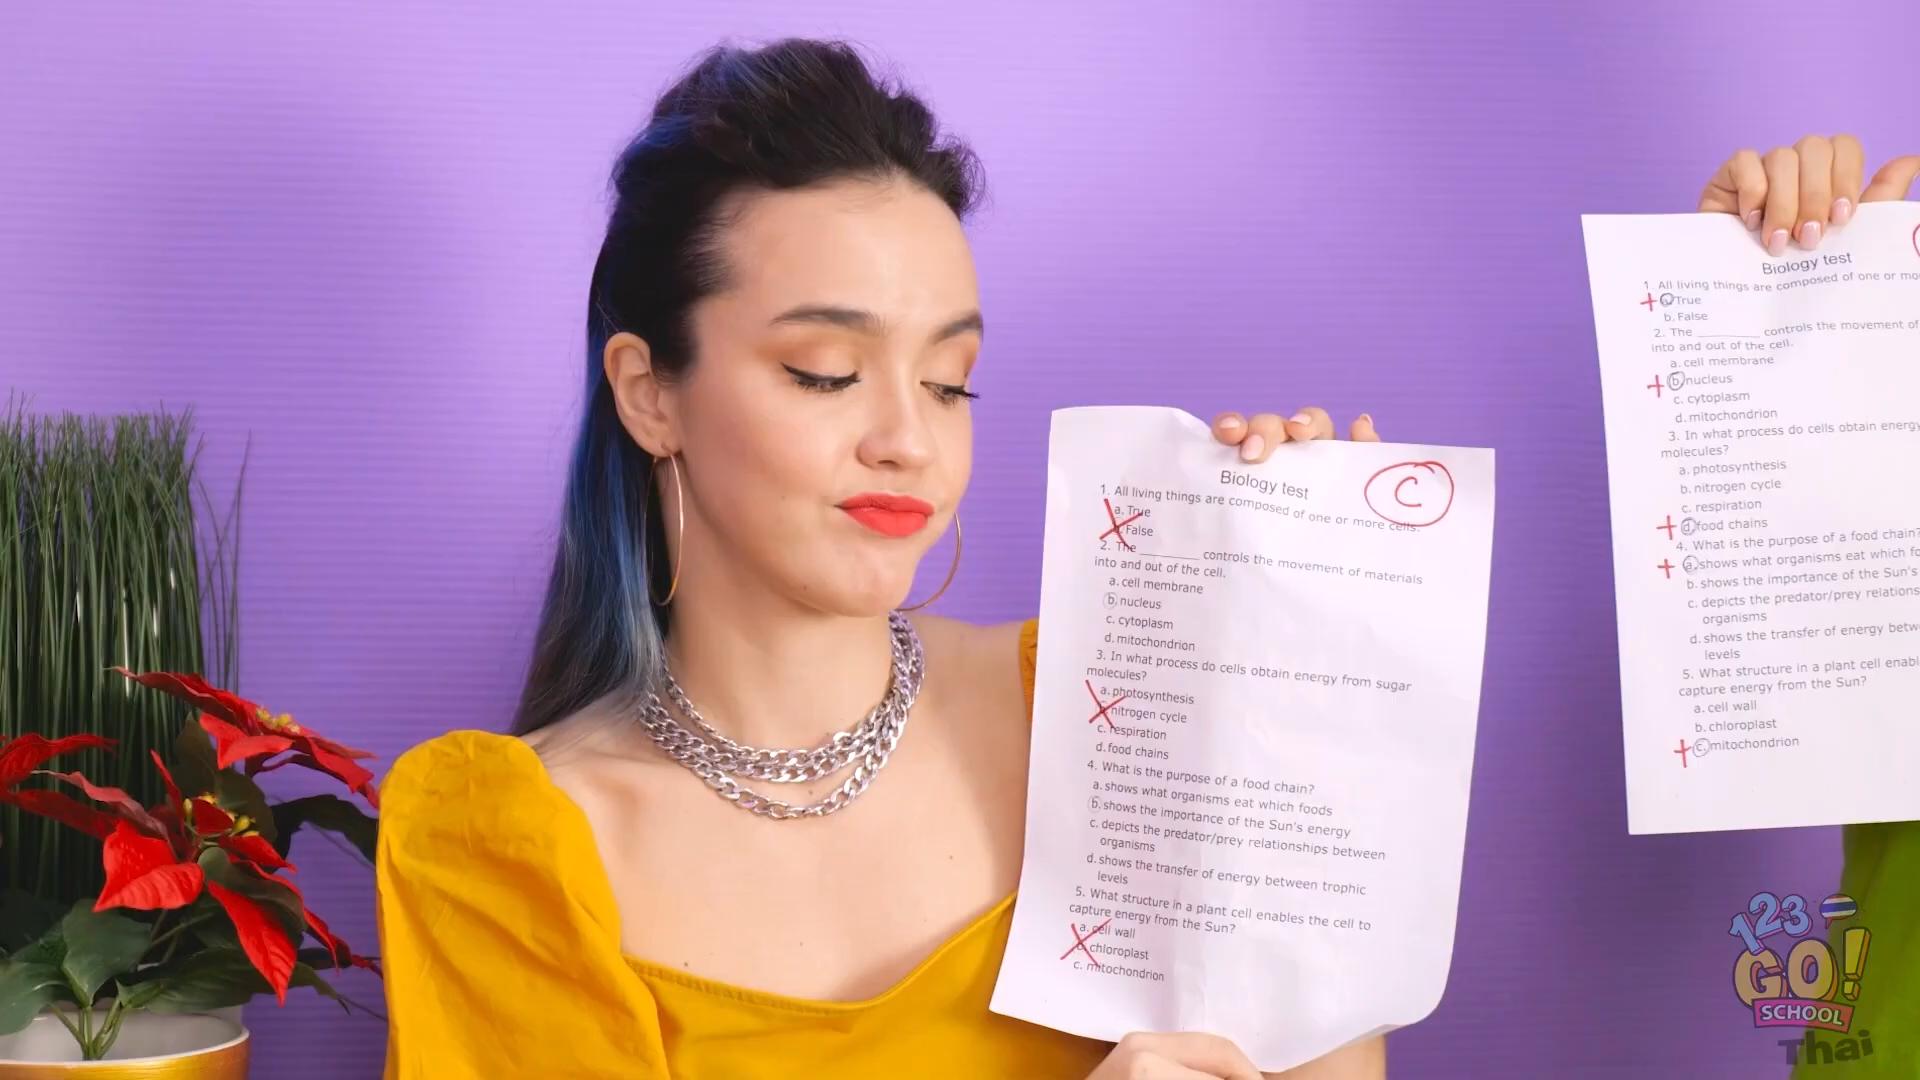 Biology test
C
1. All living things are composed of one or more cells.
a. True
False
2. The ________ controls the movement of materials
into and out of the cell.
a. cell membrane
b. nucleus
c. cytoplasm
d. mitochondrion
3. In what process do cells obtain energy from sugar
molecules?
a. photosynthesis
nitrogen cycle
c. respiration
d. food chains
4. What is the purpose of a food chain?
a. shows what organisms eat which foods
b. shows the importance of the Sun's energy
c. depicts the predator/prey relationships between
organisms
d. shows the transfer of energy between trophic
levels
5. What structure in a plant cell enables the cell to
capture energy from the Sun?
a. cell wall
chloroplast
c. mitochondrion
Biology test
1. All living things are composed of one or
+ a. True
b. False
2. The ________ controls the movement of
into and out of the cell.
a. cell membrane
+ b. nucleus
c. cytoplasm
d. mitochondrion
3. In what process do cells obtain energy
molecules?
a. photosynthesis
b. nitrogen cycle
c. respiration
+ d. food chains
4. What is the purpose of a food chain?
+ a. shows what organisms eat which
b. shows the importance of the Sun's
c. depicts the predator/prey
organisms
d. shows the transfer of energy
levels
5. What structure in a plant cell
capture energy from the Sun?
a. cell wall
b. chloroplast
+ c. mitochondrion
123
GO!
SCHOOL
Thai